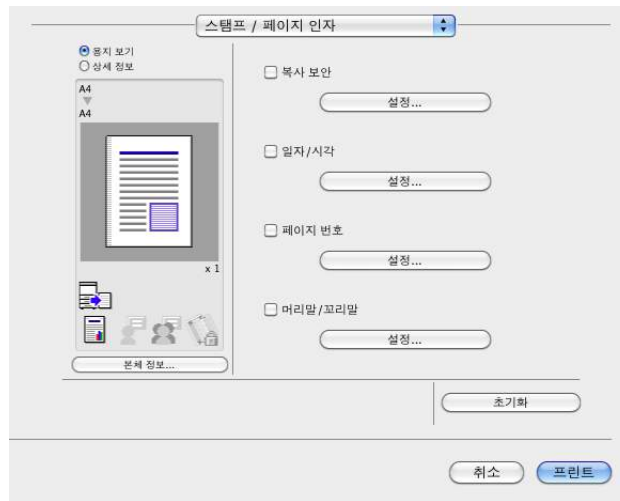 스탬프 / 페이지 인자
용지 보기
상세 정보
A4
A4
x 1
본체 정보...
복사 보안
설정...
일자/시각
설정...
페이지 번호
설정...
머리말/꼬리말
설정...
초기화
취소
프린트